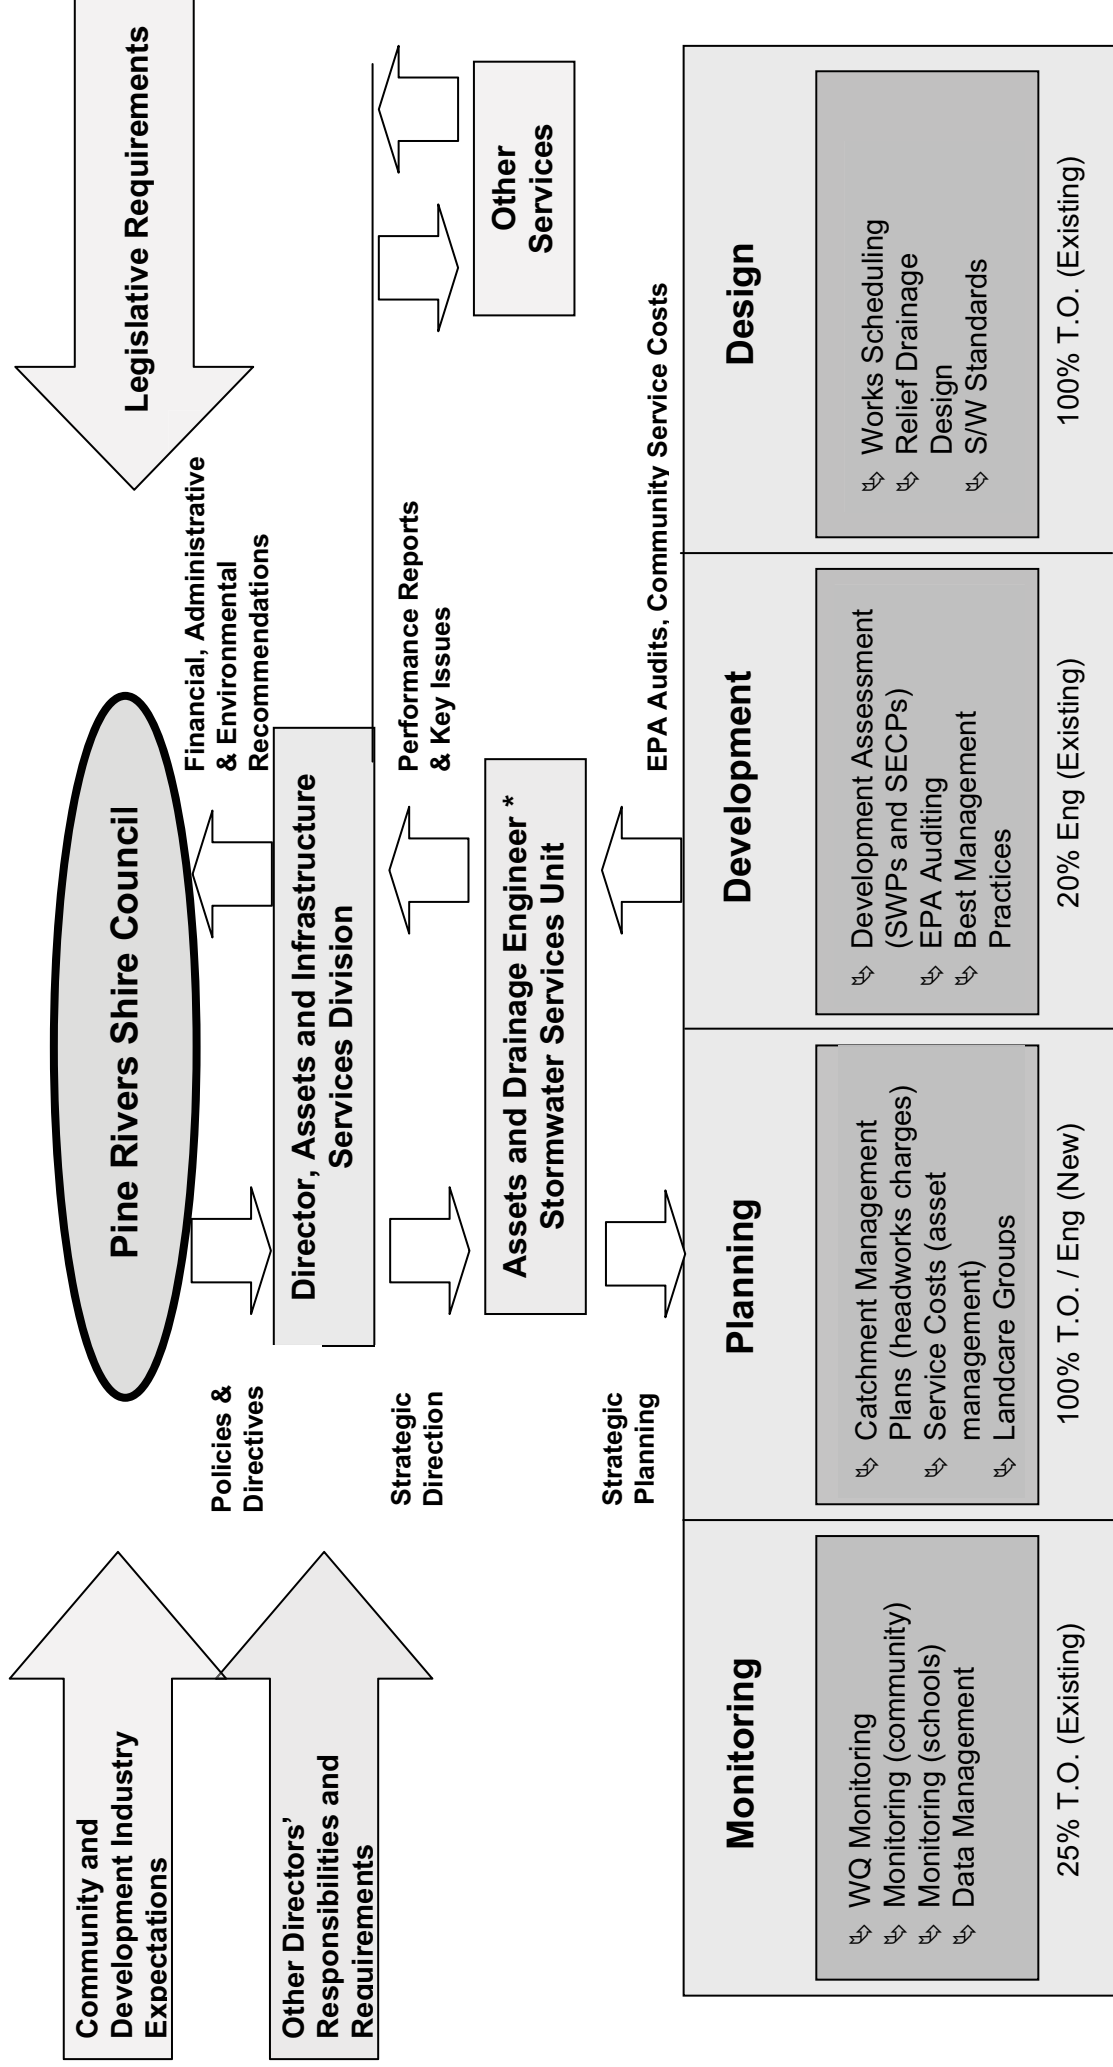 Community and
Development Industry
Expectations
Pine Rivers Shire Council
Legislative Requirements
Other Directors’
Responsibilities and
Requirements
Policies &
Directives
Financial, Administrative
& Environmental
Recommendations
Director, Assets and Infrastructure
Services Division
Strategic
Direction
Performance Reports
& Key Issues
Assets and Drainage Engineer *
Stormwater Services Unit
Other
Services
Strategic
Planning
EPA Audits, Community Service Costs
Monitoring
WQ Monitoring
Monitoring (community)
Monitoring (schools)
Data Management
25% T.O. (Existing)
Planning
Catchment Management
Plans (headworks charges)
Service Costs (asset
management)
Landcare Groups
100% T.O. / Eng (New)
Development
Development Assessment
(SWPs and SECPs)
EPA Auditing
Best Management
Practices
20% Eng (Existing)
Design
Works Scheduling
Relief Drainage
Design
S/W Standards
100% T.O. (Existing)